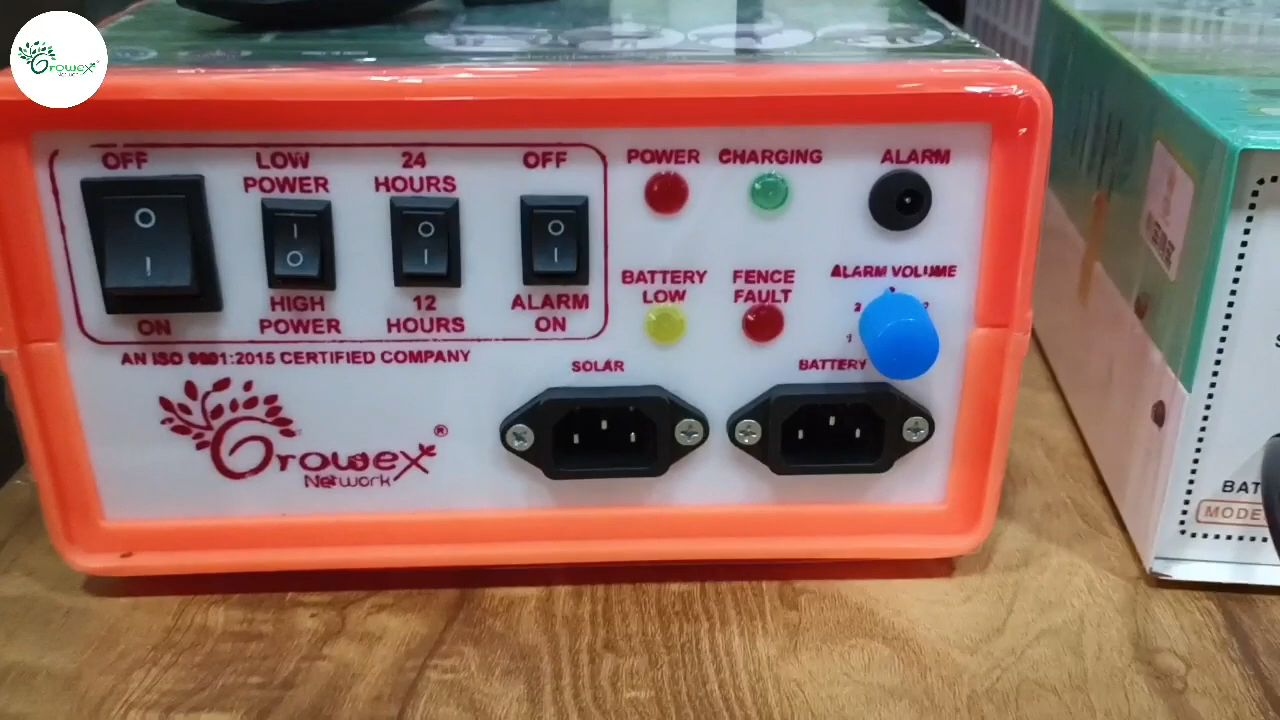 Growex
OFF
LOW
POWER
24
HOURS
OFF
POWER
CHARGING
ALARM
O
I
I
O
O
I
O
I
ON
HIGH
POWER
12
HOURS
ALARM
ON
BATTERY
LOW
FENCE
FAULT
ALARM VOLUME
1
AN ISO 9001:2015 CERTIFIED COMPANY
SOLAR
BATTERY
Growex®
Network
BAT
MODE